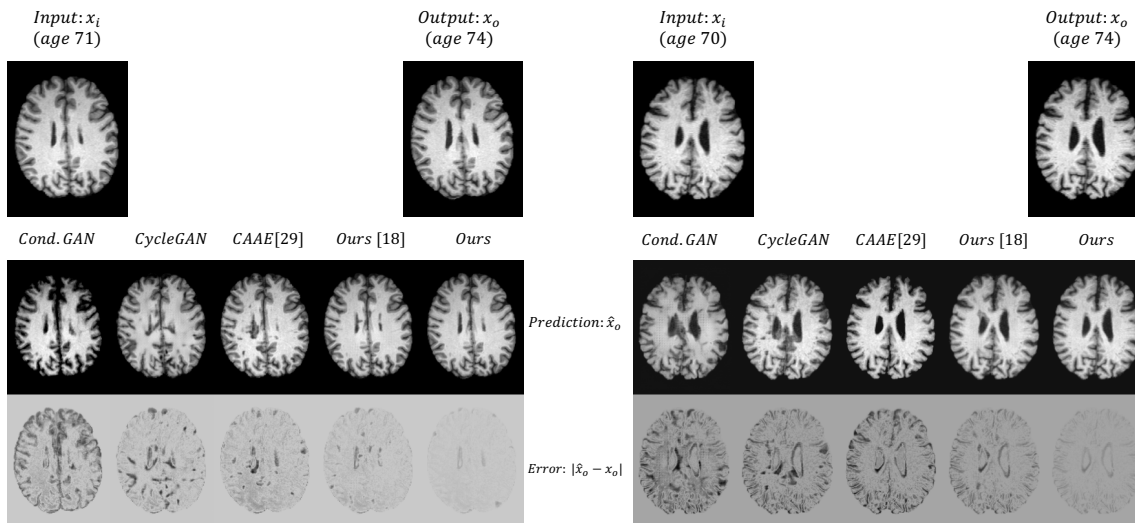 Input: x_i
(age 71)
Output: x_o
(age 74)
Input: x_i
(age 70)
Output: x_o
(age 74)
Cond. GAN CycleGAN CAAE[29] Ours [18] Ours
Cond. GAN CycleGAN CAAE[29] Ours [18] Ours
Prediction: x̂_o
Error: |x̂_o − x_o|